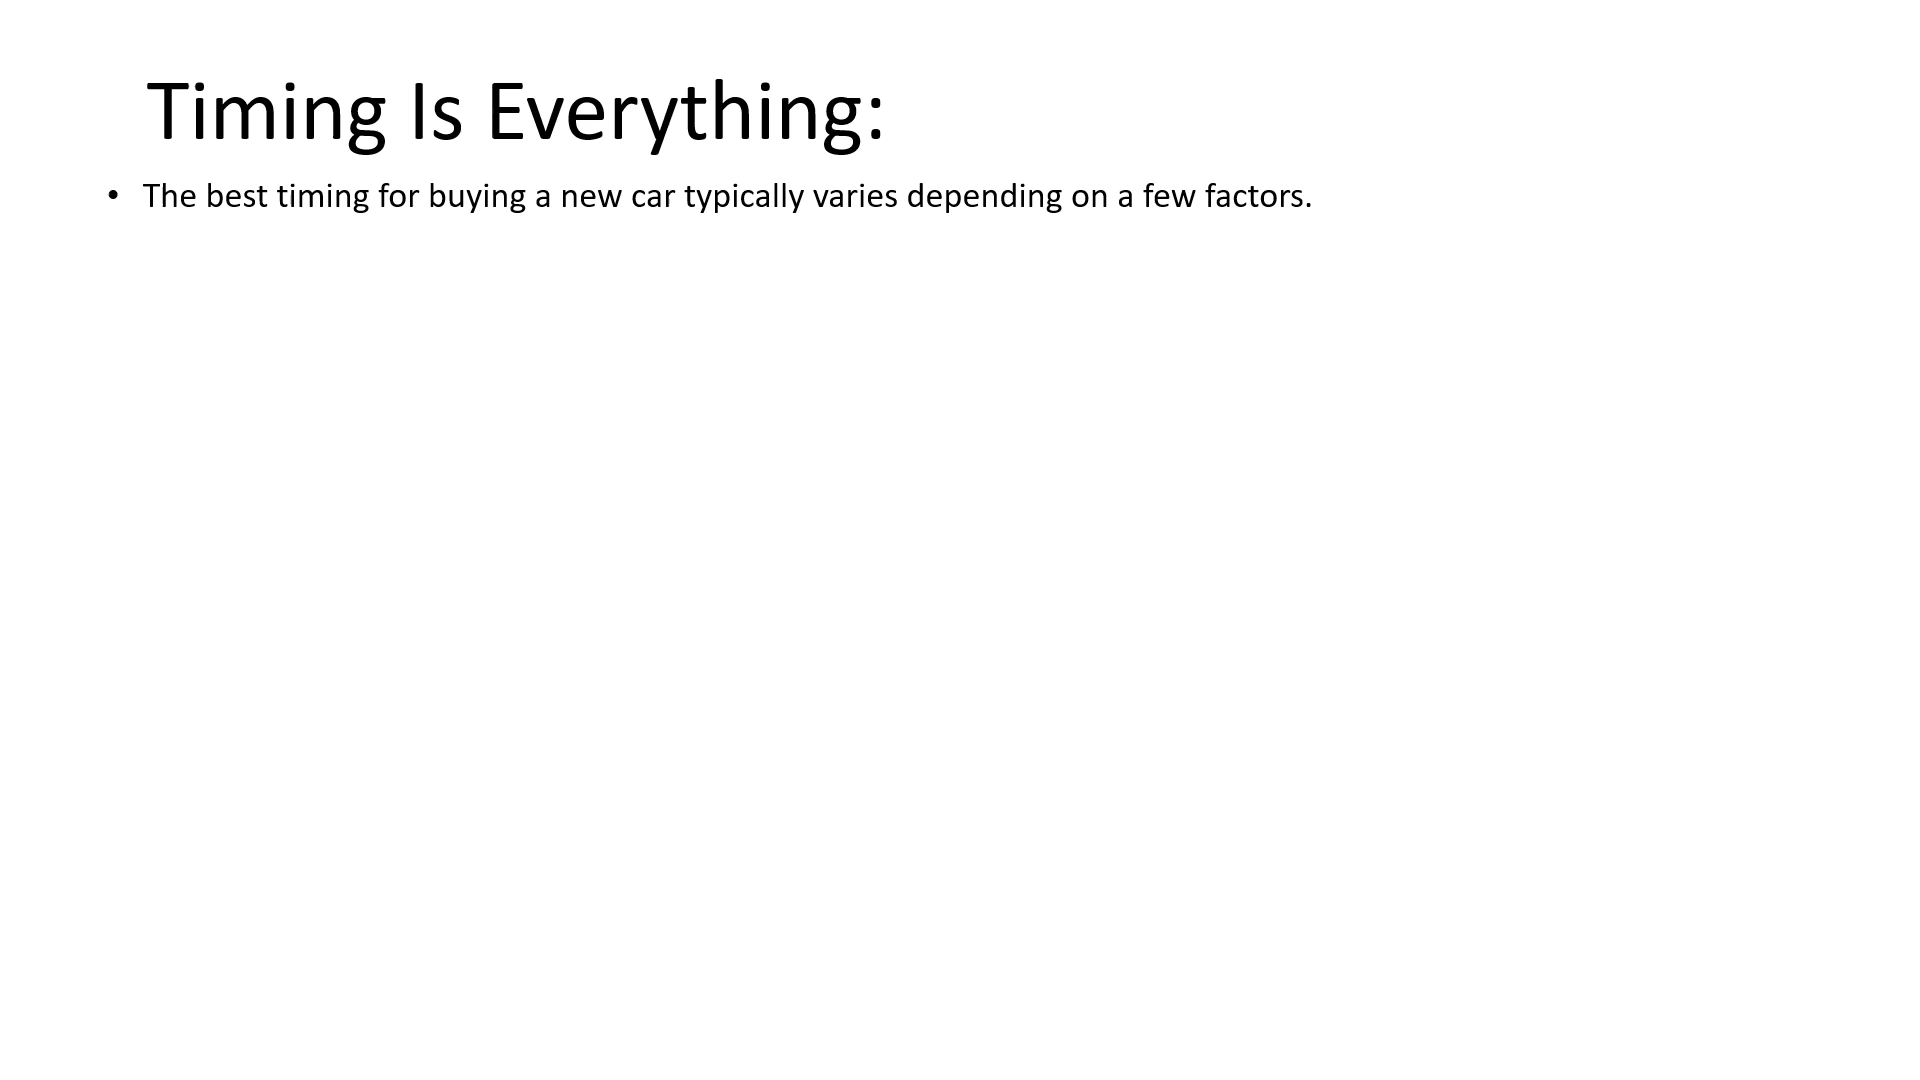 Timing Is Everything:
• The best timing for buying a new car typically varies depending on a few factors.